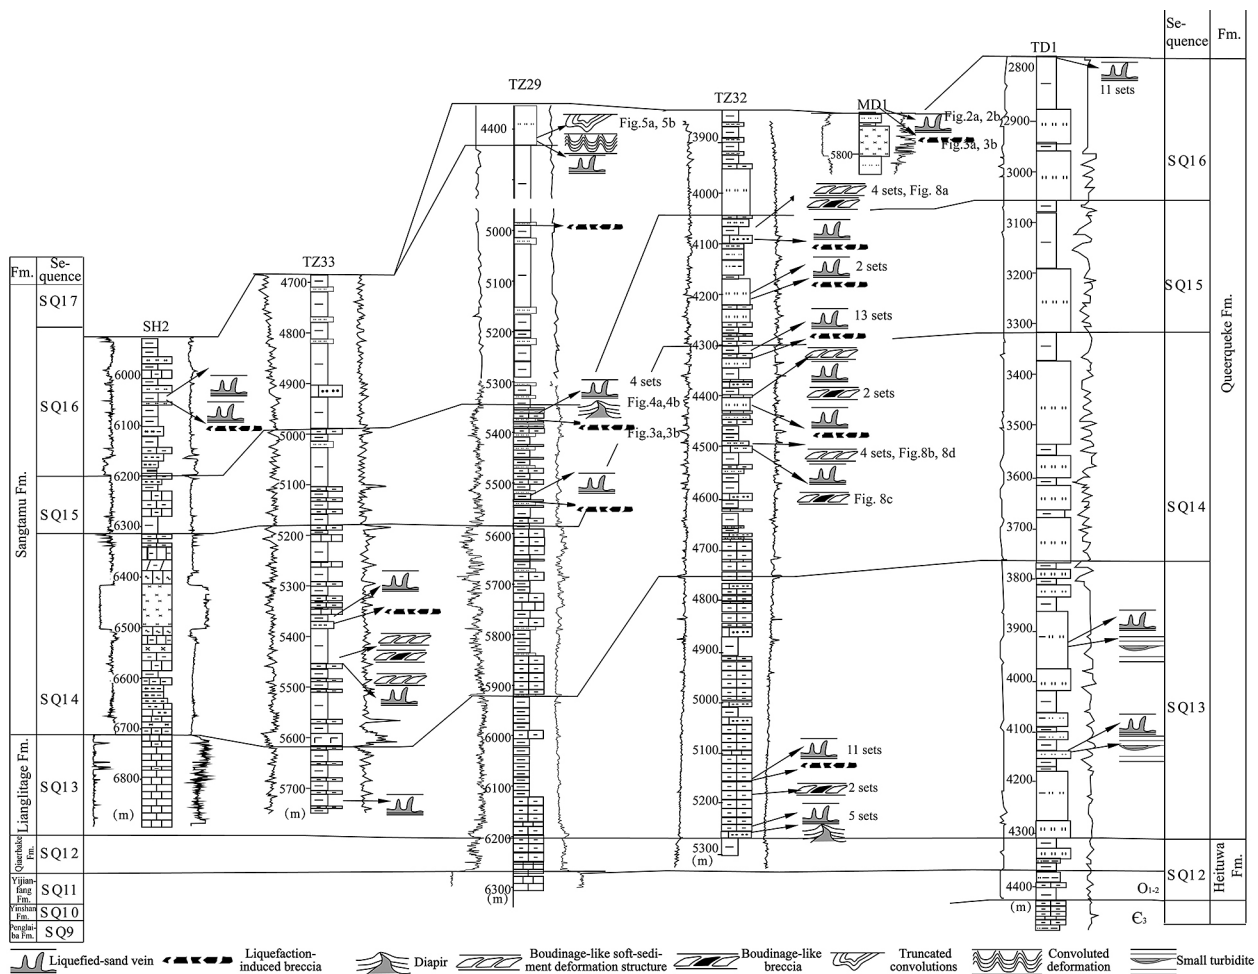 Se-
quence
Fm.
TD1
2800
11 sets
2900
3000
SQ16
3100
3200
SQ15
3300
3400
3500
3600
SQ14
3700
3800
3900
4000
SQ13
4100
4200
4300
SQ12
4400
(m)
O1-2
Є3
Queerqueke Fm.
Heituwa
Fm.
MD1
Fig.2a, 2b
Fig.3a, 3b
5800
TZ32
3900
4000
4 sets, Fig. 8a
4100
4200
2 sets
13 sets
4300
4400
2 sets
4500
4 sets, Fig.8b, 8d
4600
Fig. 8c
4700
4800
4900
5000
5100
11 sets
5200
2 sets
5 sets
5300
(m)
TZ29
4400
Fig.5a, 5b
5000
5100
5200
5300
4 sets
Fig.4a,4b
5400
Fig.3a,3b
5500
5600
5700
5800
5900
6000
6100
6200
6300
(m)
TZ33
4700
4800
4900
5000
5100
5200
5300
5400
5500
5600
5700
(m)
SH2
6000
6100
6200
6300
6400
6500
6600
6700
6800
(m)
Fm.
Se-
quence
SQ17
SQ16
SQ15
SQ14
SQ13
SQ12
SQ11
SQ10
SQ9
Sangtamu Fm.
Lianglitage Fm.
Qiaerbake
Fm.
Yijian-
fang
Fm.
Yinshan
Fm.
Penglai-
ba Fm.
Liquefied-sand vein
Liquefaction-
induced breccia
Diapir
Boudinage-like soft-sedi-
ment deformation structure
Boudinage-like
breccia
Truncated
convolutions
Convoluted
deformation
Small turbidite